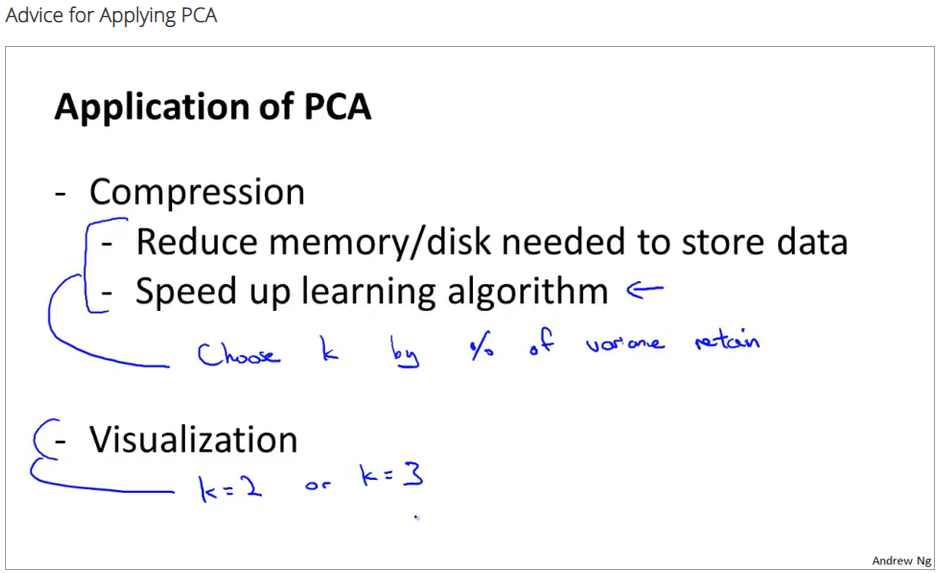 Advice for Applying PCA
Application of PCA
- Compression
- Reduce memory/disk needed to store data
- Speed up learning algorithm ←
Choose k by % of variance retain
- Visualization
k = 2 or k = 3
Andrew Ng